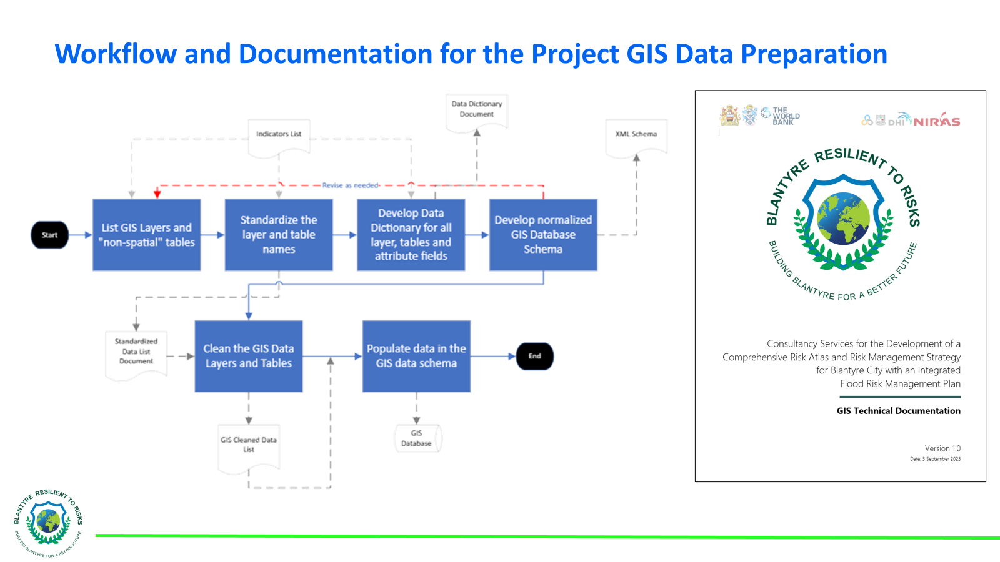 Workflow and Documentation for the Project GIS Data Preparation
Data Dictionary
Document
Indicators List
XML Schema
Revise as needed
Start
List GIS Layers and
"non-spatial" tables
Standardize the
layer and table
names
Develop Data
Dictionary for all
layer, tables and
attribute fields
Develop normalized
GIS Database
Schema
Standardized
Data List
Document
Clean the GIS Data
Layers and Tables
Populate data in the
GIS data schema
End
GIS Cleaned Data
List
GIS
Database
THE
WORLD
BANK
DHI
NIRAS
BLANTYRE RESILIENT TO RISKS
BUILDING BLANTYRE FOR A BETTER FUTURE
Consultancy Services for the Development of a
Comprehensive Risk Atlas and Risk Management Strategy
for Blantyre City with an Integrated
Flood Risk Management Plan
GIS Technical Documentation
Version 1.0
Date: 3 September 2023
BLANTYRE RESILIENT TO RISKS
BUILDING BLANTYRE FOR A BETTER FUTURE